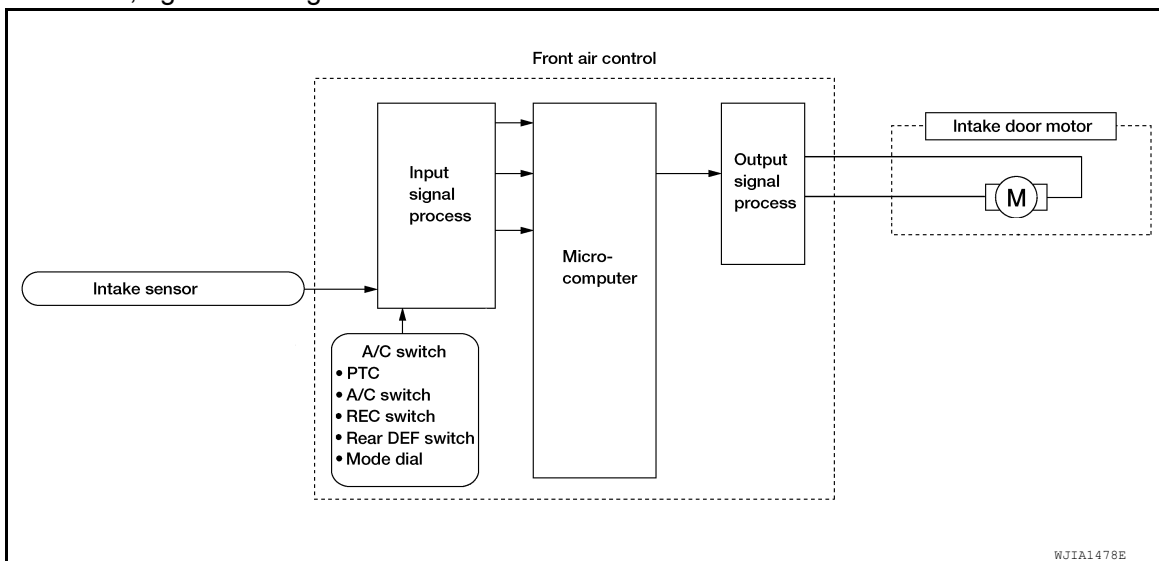 Front air control
Intake door motor
Input
signal
process
Micro-
computer
Output
signal
process
M
Intake sensor
A/C switch
• PTC
• A/C switch
• REC switch
• Rear DEF switch
• Mode dial
WJIA1478E